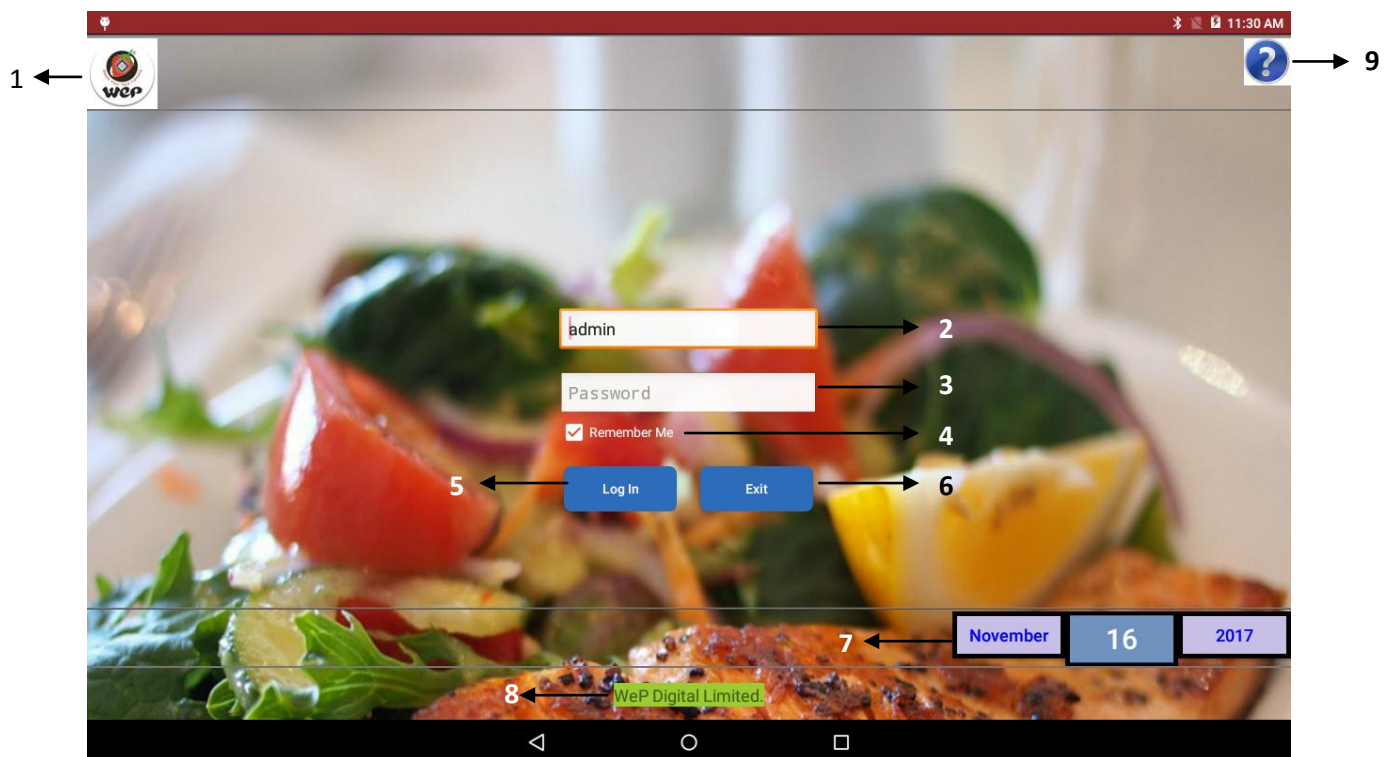 11:30 AM
1
wep
9
admin
2
Password
3
Remember Me
4
5
Log In
Exit
6
7
November
16
2017
8
WeP Digital Limited.